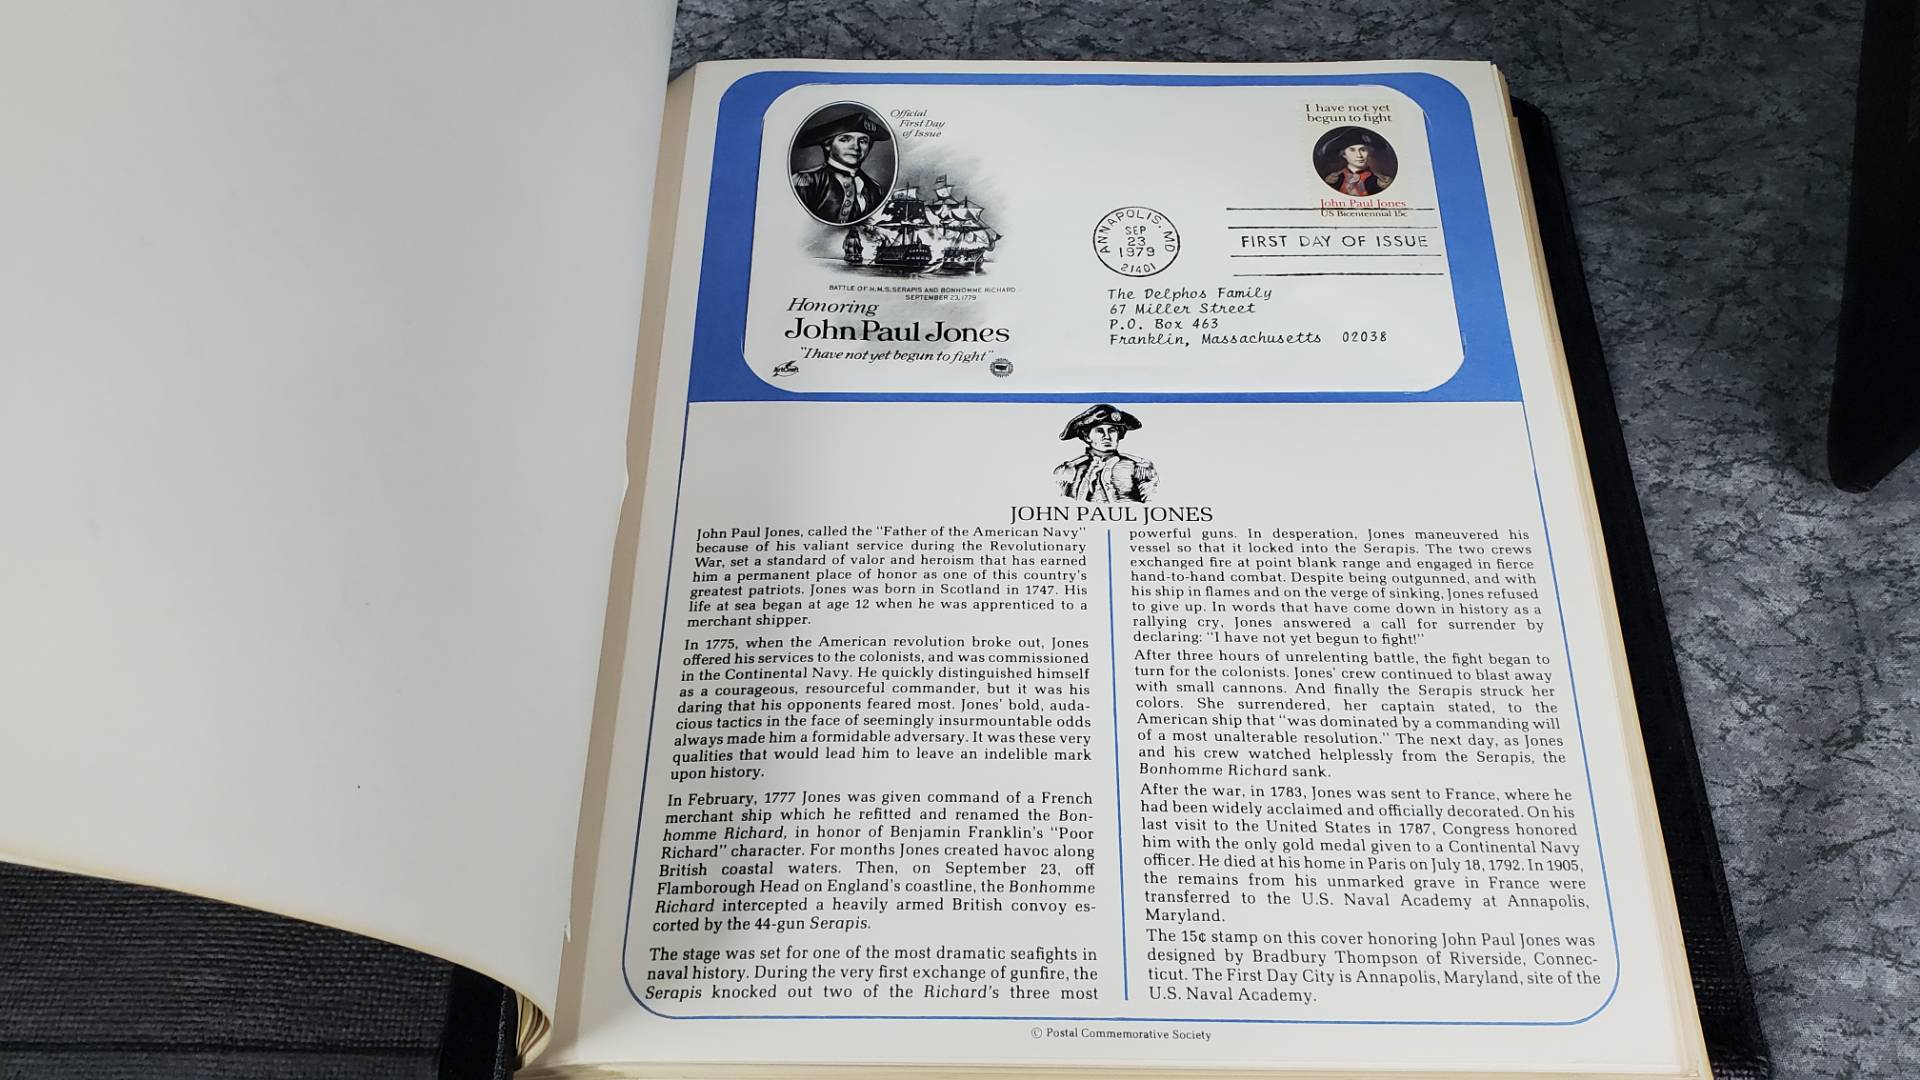 Official
First Day
of Issue
BATTLE OF H.M.S. SERAPIS AND BONHOMME RICHARD
SEPTEMBER 23, 1779
Honoring
John Paul Jones
"I have not yet begun to fight"
ArtCraft
I have not yet
begun to fight
John Paul Jones
US Bicentennial 15c
ANNAPOLIS, MD
SEP
23
1979
21401
FIRST DAY OF ISSUE
The Delphos Family
67 Miller Street
P.O. Box 463
Franklin, Massachusetts 02038
JOHN PAUL JONES
John Paul Jones, called the "Father of the American Navy"
because of his valiant service during the Revolutionary
War, set a standard of valor and heroism that has earned
him a permanent place of honor as one of this country's
greatest patriots. Jones was born in Scotland in 1747. His
life at sea began at age 12 when he was apprenticed to a
merchant shipper.
In 1775, when the American revolution broke out, Jones
offered his services to the colonists, and was commissioned
in the Continental Navy. He quickly distinguished himself
as a courageous, resourceful commander, but it was his
daring that his opponents feared most. Jones' bold, auda-
cious tactics in the face of seemingly insurmountable odds
always made him a formidable adversary. It was these very
qualities that would lead him to leave an indelible mark
upon history.
In February, 1777 Jones was given command of a French
merchant ship which he refitted and renamed the Bon-
homme Richard, in honor of Benjamin Franklin's "Poor
Richard" character. For months Jones created havoc along
British coastal waters. Then, on September 23, off
Flamborough Head on England's coastline, the Bonhomme
Richard intercepted a heavily armed British convoy es-
corted by the 44-gun Serapis.
The stage was set for one of the most dramatic seafights in
naval history. During the very first exchange of gunfire, the
Serapis knocked out two of the Richard's three most
powerful guns. In desperation, Jones maneuvered his
vessel so that it locked into the Serapis. The two crews
exchanged fire at point blank range and engaged in fierce
hand-to-hand combat. Despite being outgunned, and with
his ship in flames and on the verge of sinking, Jones refused
to give up. In words that have come down in history as a
rallying cry, Jones answered a call for surrender by
declaring: "I have not yet begun to fight!"
After three hours of unrelenting battle, the fight began to
turn for the colonists. Jones' crew continued to blast away
with small cannons. And finally the Serapis struck her
colors. She surrendered, her captain stated, to the
American ship that "was dominated by a commanding will
of a most unalterable resolution." The next day, as Jones
and his crew watched helplessly from the Serapis, the
Bonhomme Richard sank.
After the war, in 1783, Jones was sent to France, where he
had been widely acclaimed and officially decorated. On his
last visit to the United States in 1787, Congress honored
him with the only gold medal given to a Continental Navy
officer. He died at his home in Paris on July 18, 1792. In 1905,
the remains from his unmarked grave in France were
transferred to the U.S. Naval Academy at Annapolis,
Maryland.
The 15¢ stamp on this cover honoring John Paul Jones was
designed by Bradbury Thompson of Riverside, Connec-
ticut. The First Day City is Annapolis, Maryland, site of the
U.S. Naval Academy.
© Postal Commemorative Society